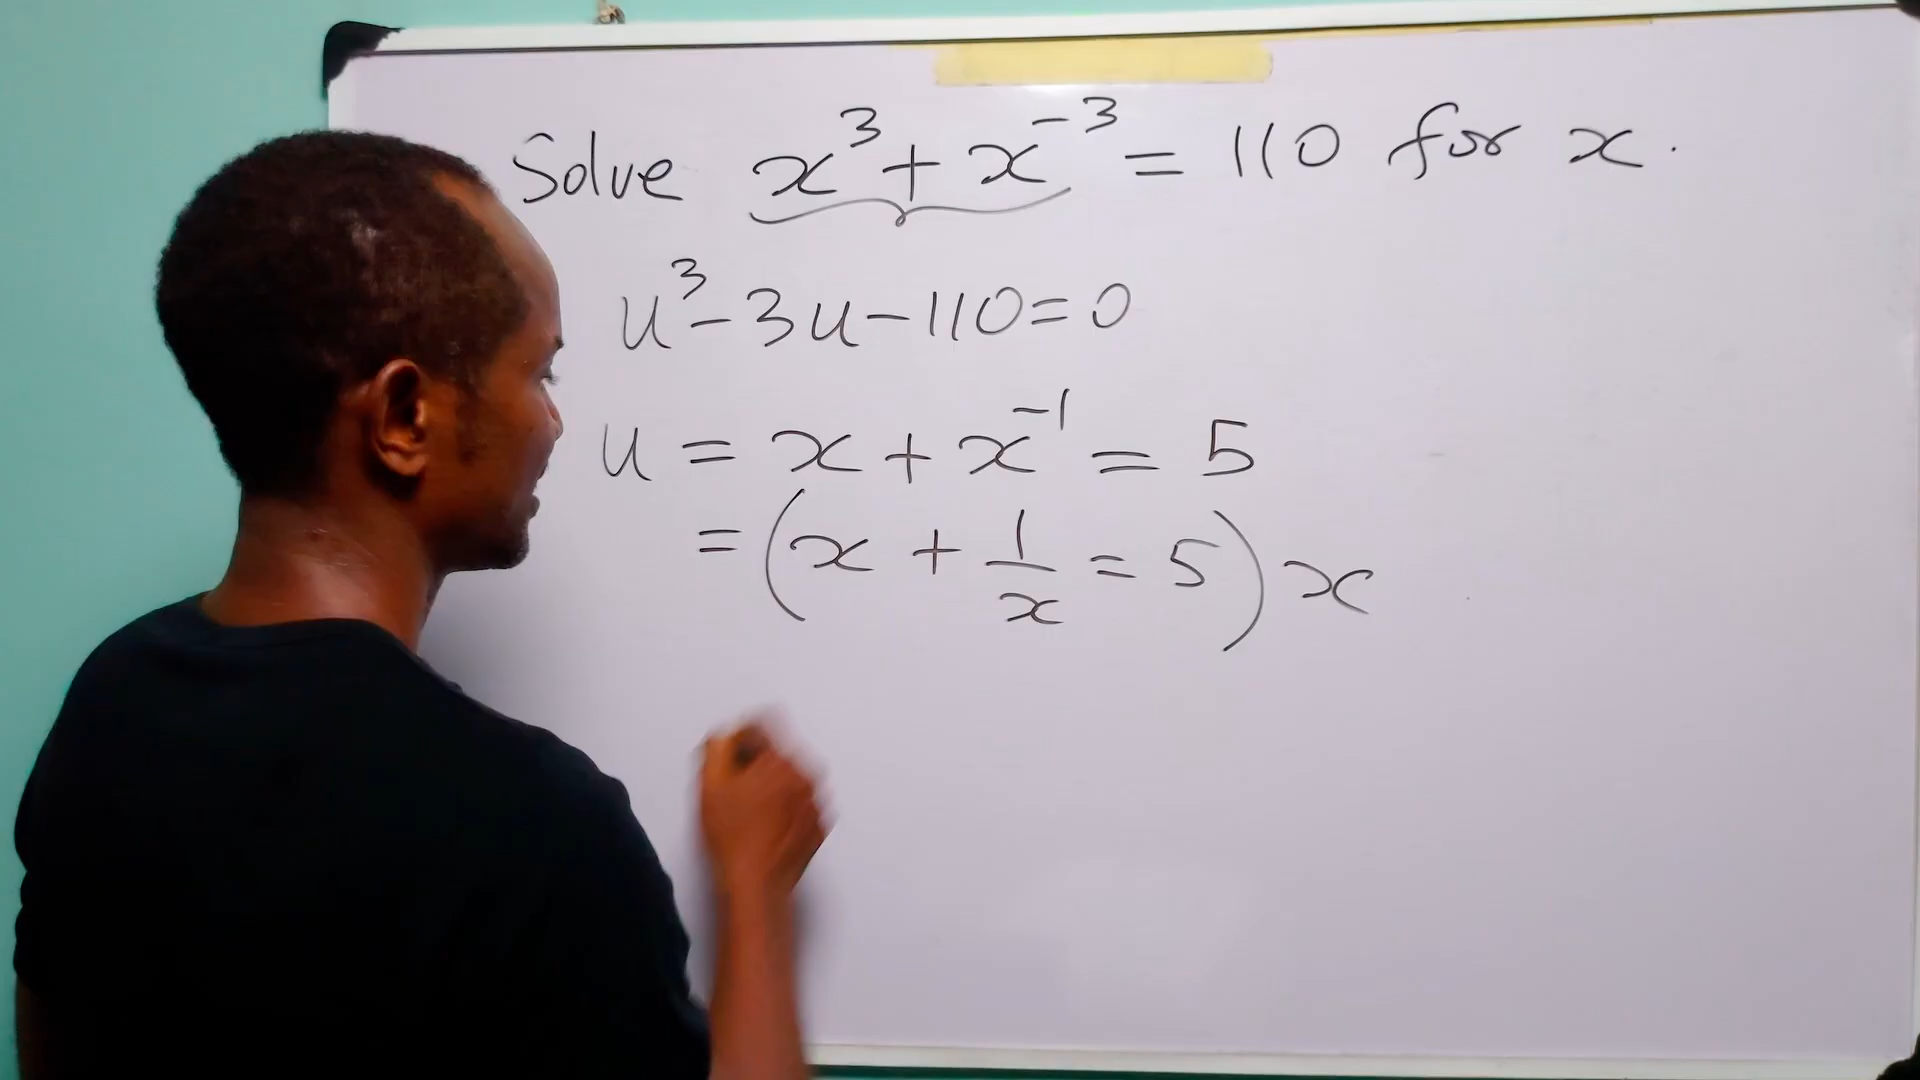 Solve x³ + x⁻³ = 110 for x.
u³ - 3u - 110 = 0
u = x + x⁻¹ = 5
= (x + 1/x = 5) x